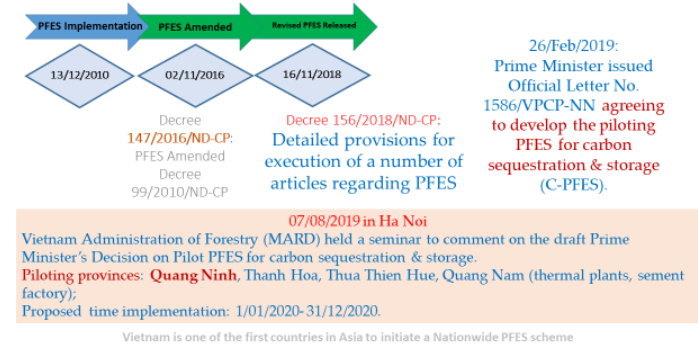 PFES Implementation
PFES Amended
Revised PFES Released
13/12/2010
02/11/2016
16/11/2018
Decree
147/2016/ND-CP:
PFES Amended
Decree
99/2010/ND-CP
Decree 156/2018/ND-CP:
Detailed provisions for
execution of a number of
articles regarding PFES
26/Feb/2019:
Prime Minister issued
Official Letter No.
1586/VPCP-NN agreeing
to develop the piloting
PFES for carbon
sequestration & storage
(C-PFES).
07/08/2019 in Ha Noi
Vietnam Administration of Forestry (MARD) held a seminar to comment on the draft Prime
Minister's Decision on Pilot PFES for carbon sequestration & storage.
Piloting provinces: Quang Ninh, Thanh Hoa, Thua Thien Hue, Quang Nam (thermal plants, sement
factory);
Proposed time implementation: 1/01/2020- 31/12/2020.
Vietnam is one of the first countries in Asia to initiate a Nationwide PFES scheme